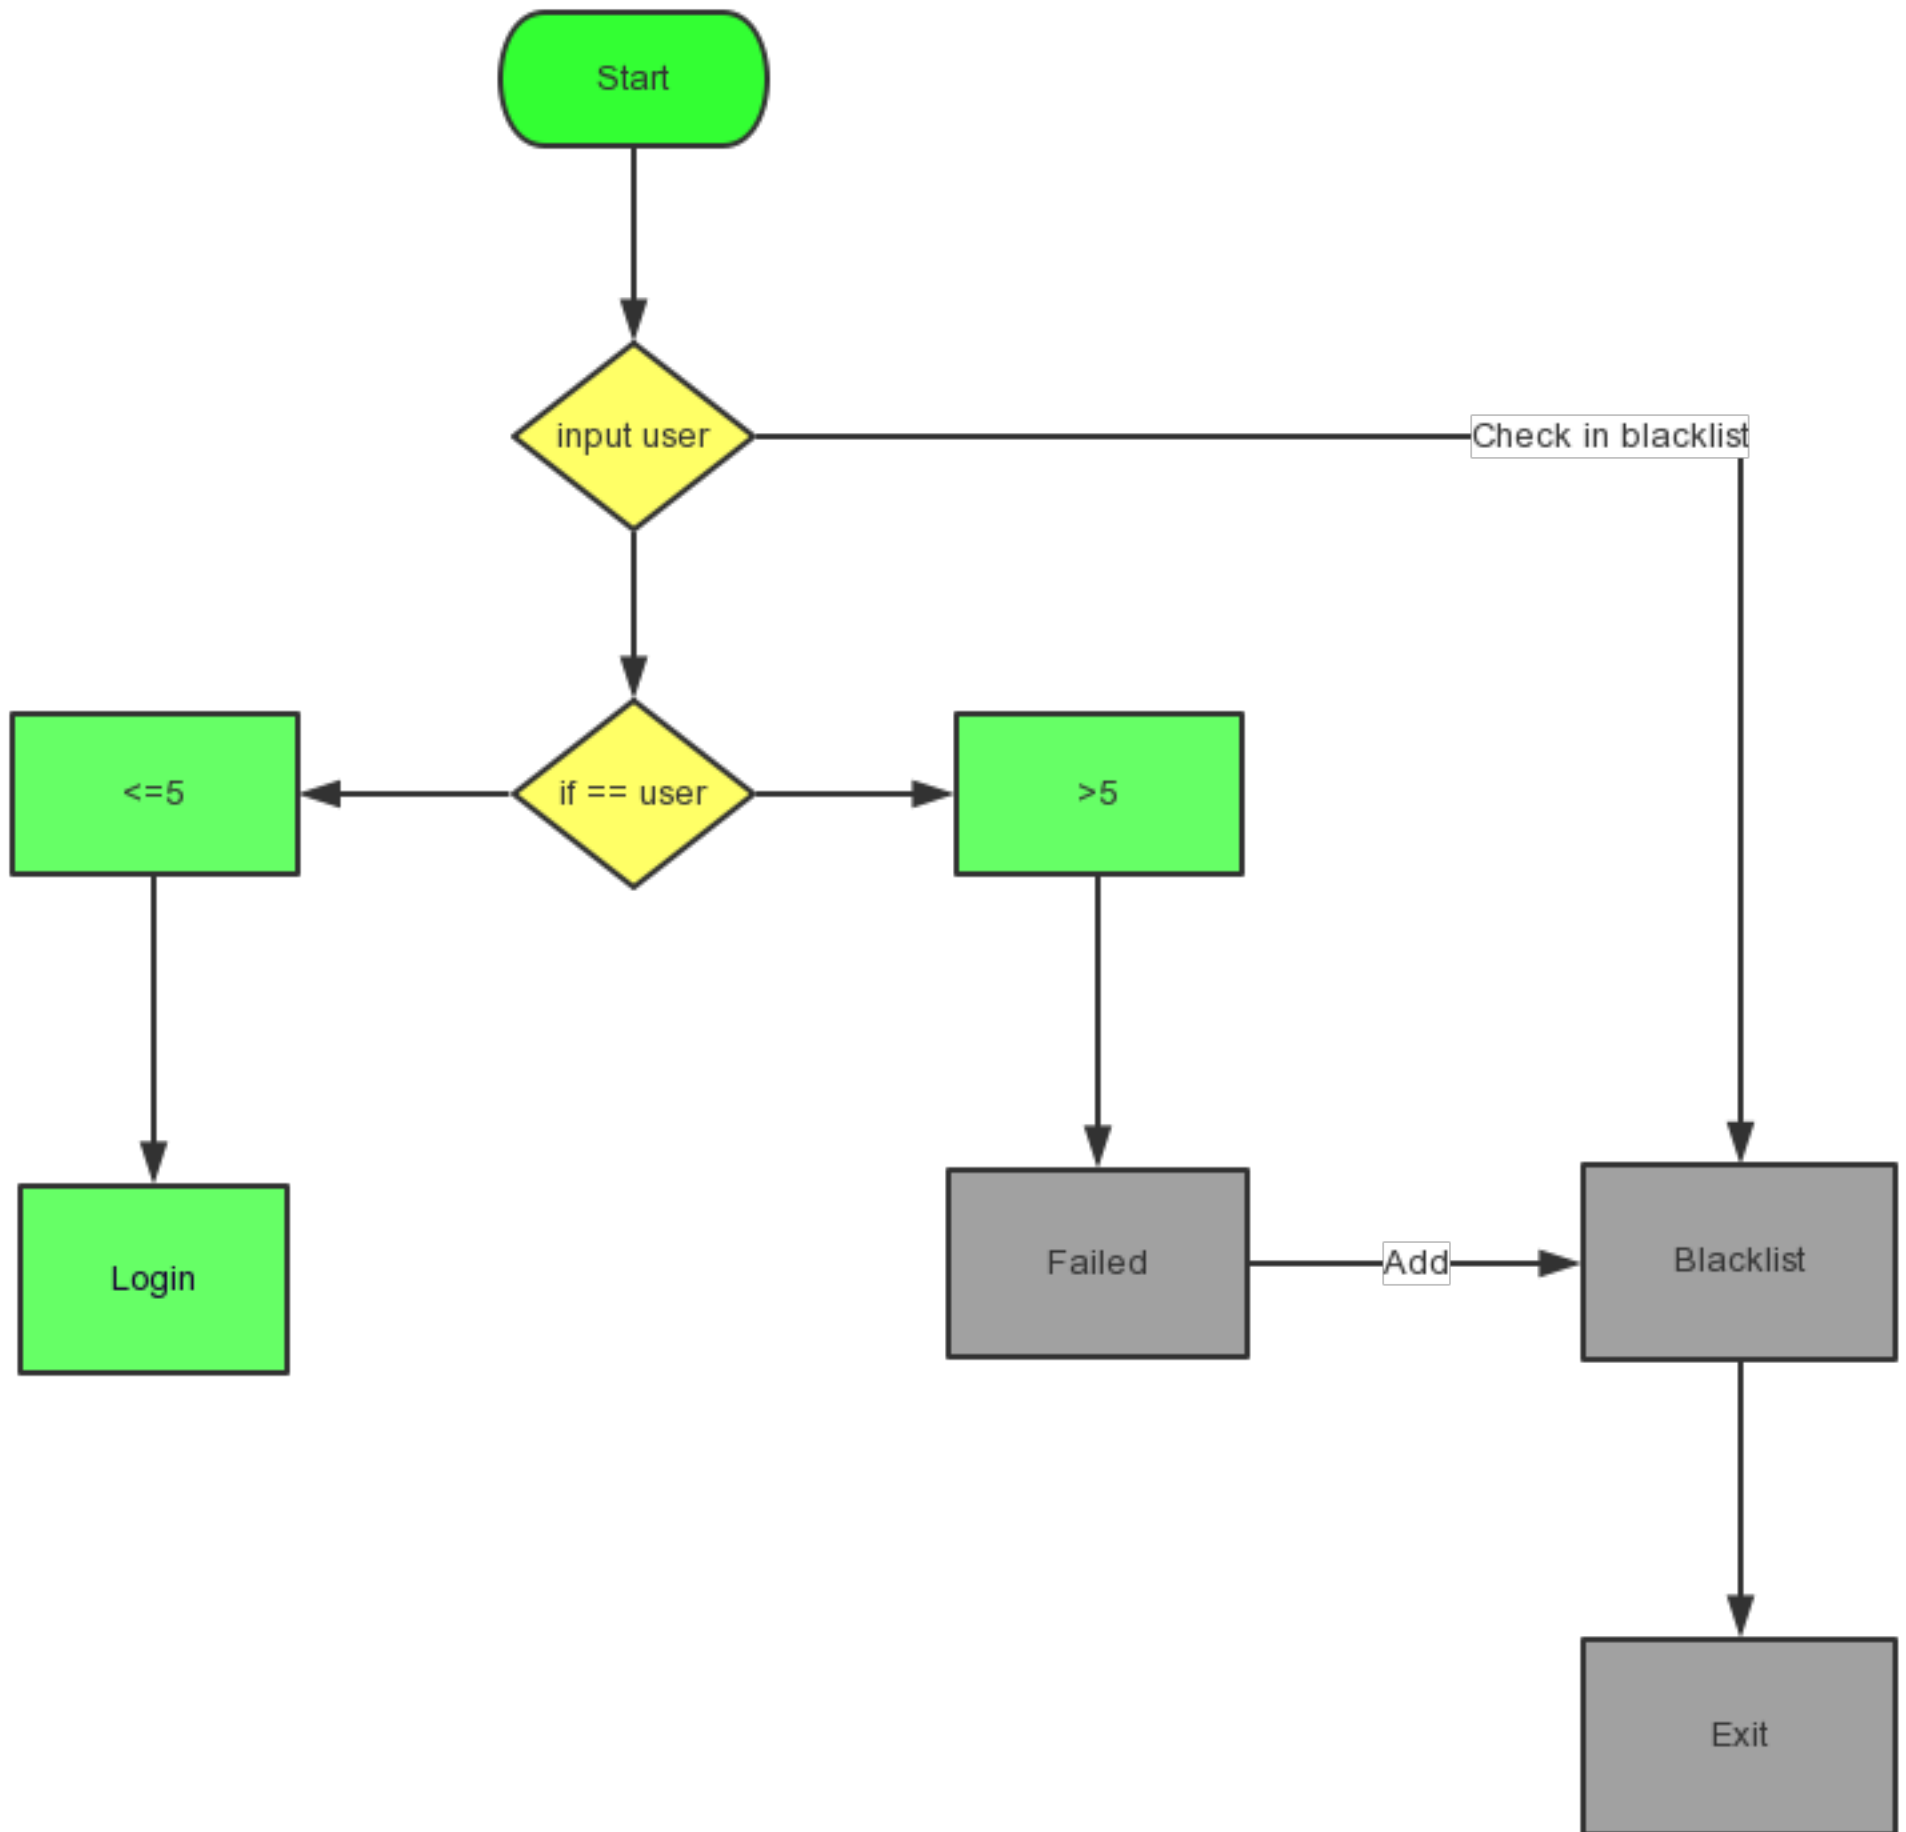 Start
input user
Check in blacklist
<=5
if == user
>5
Login
Failed
Add
Blacklist
Exit